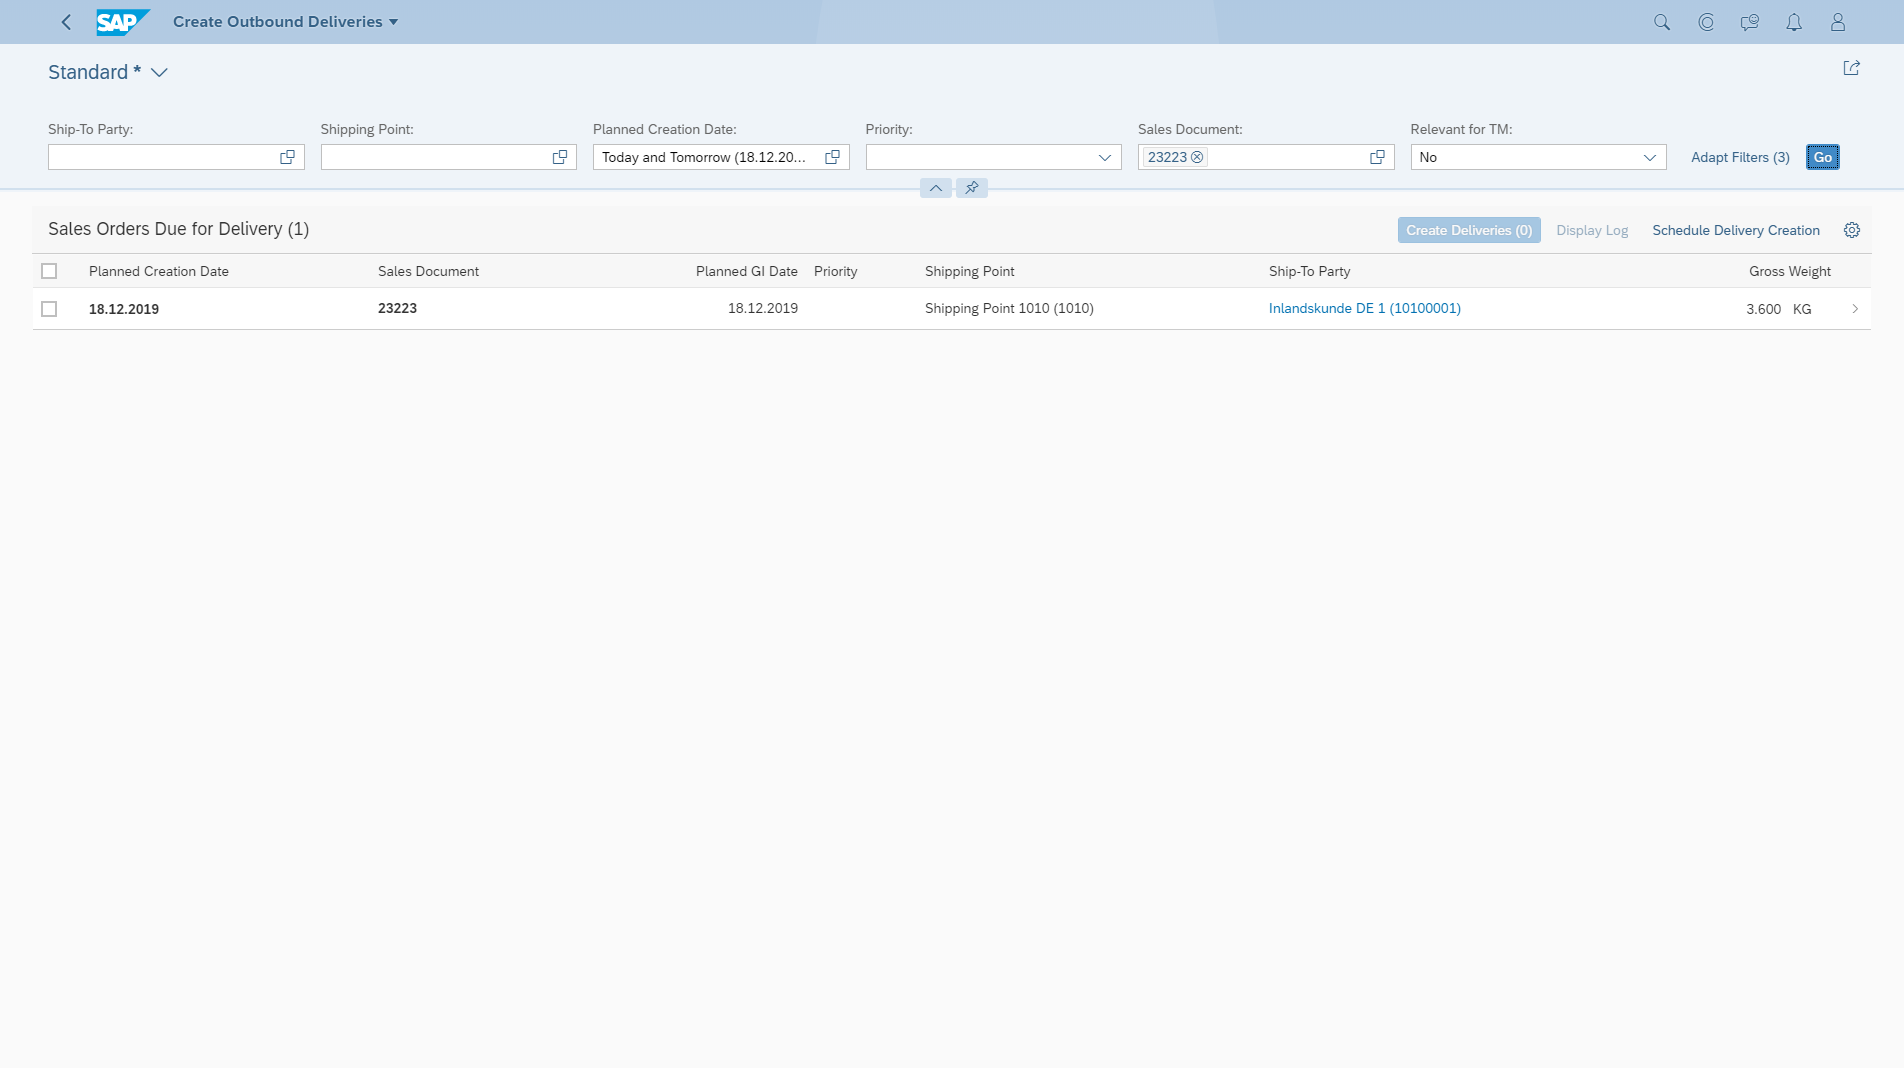 SAP Create Outbound Deliveries
Standard *
Ship-To Party: Shipping Point: Planned Creation Date: Priority: Sales Document: Relevant for TM:
Today and Tomorrow (18.12.20... 23223 No Adapt Filters (3) Go
Sales Orders Due for Delivery (1) Create Deliveries (0) Display Log Schedule Delivery Creation
Planned Creation Date Sales Document Planned GI Date Priority Shipping Point Ship-To Party Gross Weight
18.12.2019 23223 18.12.2019 Shipping Point 1010 (1010) Inlandskunde DE 1 (10100001) 3.600 KG